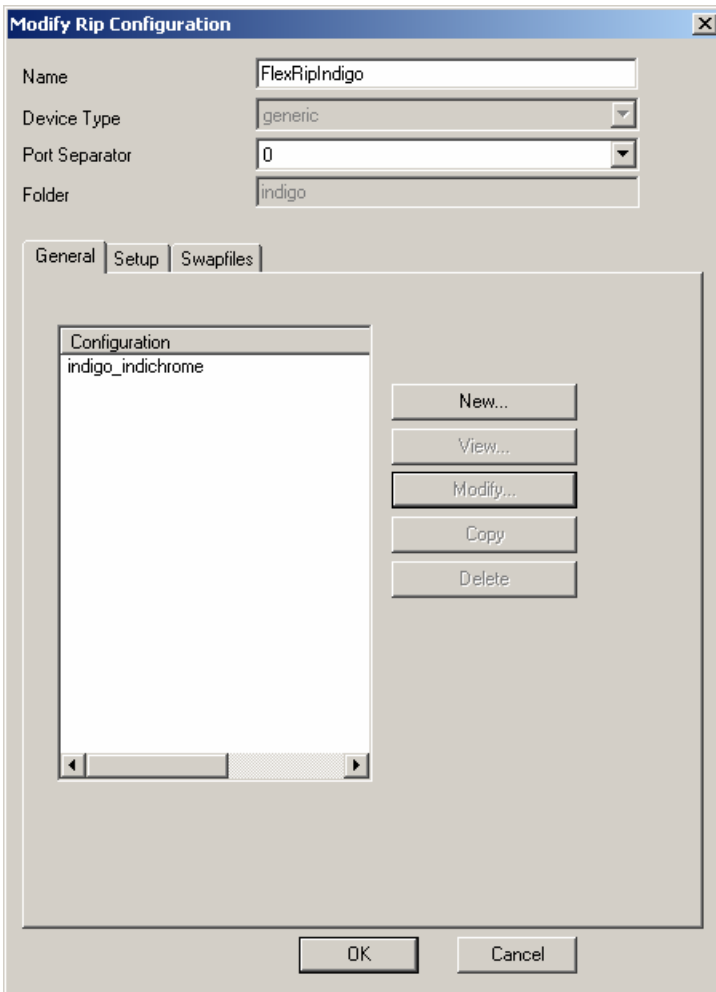 Modify Rip Configuration
Name FlexRipIndigo
Device Type generic
Port Separator 0
Folder indigo
General Setup Swapfiles
Configuration
indigo_indichrome
New...
View...
Modify...
Copy
Delete
OK Cancel